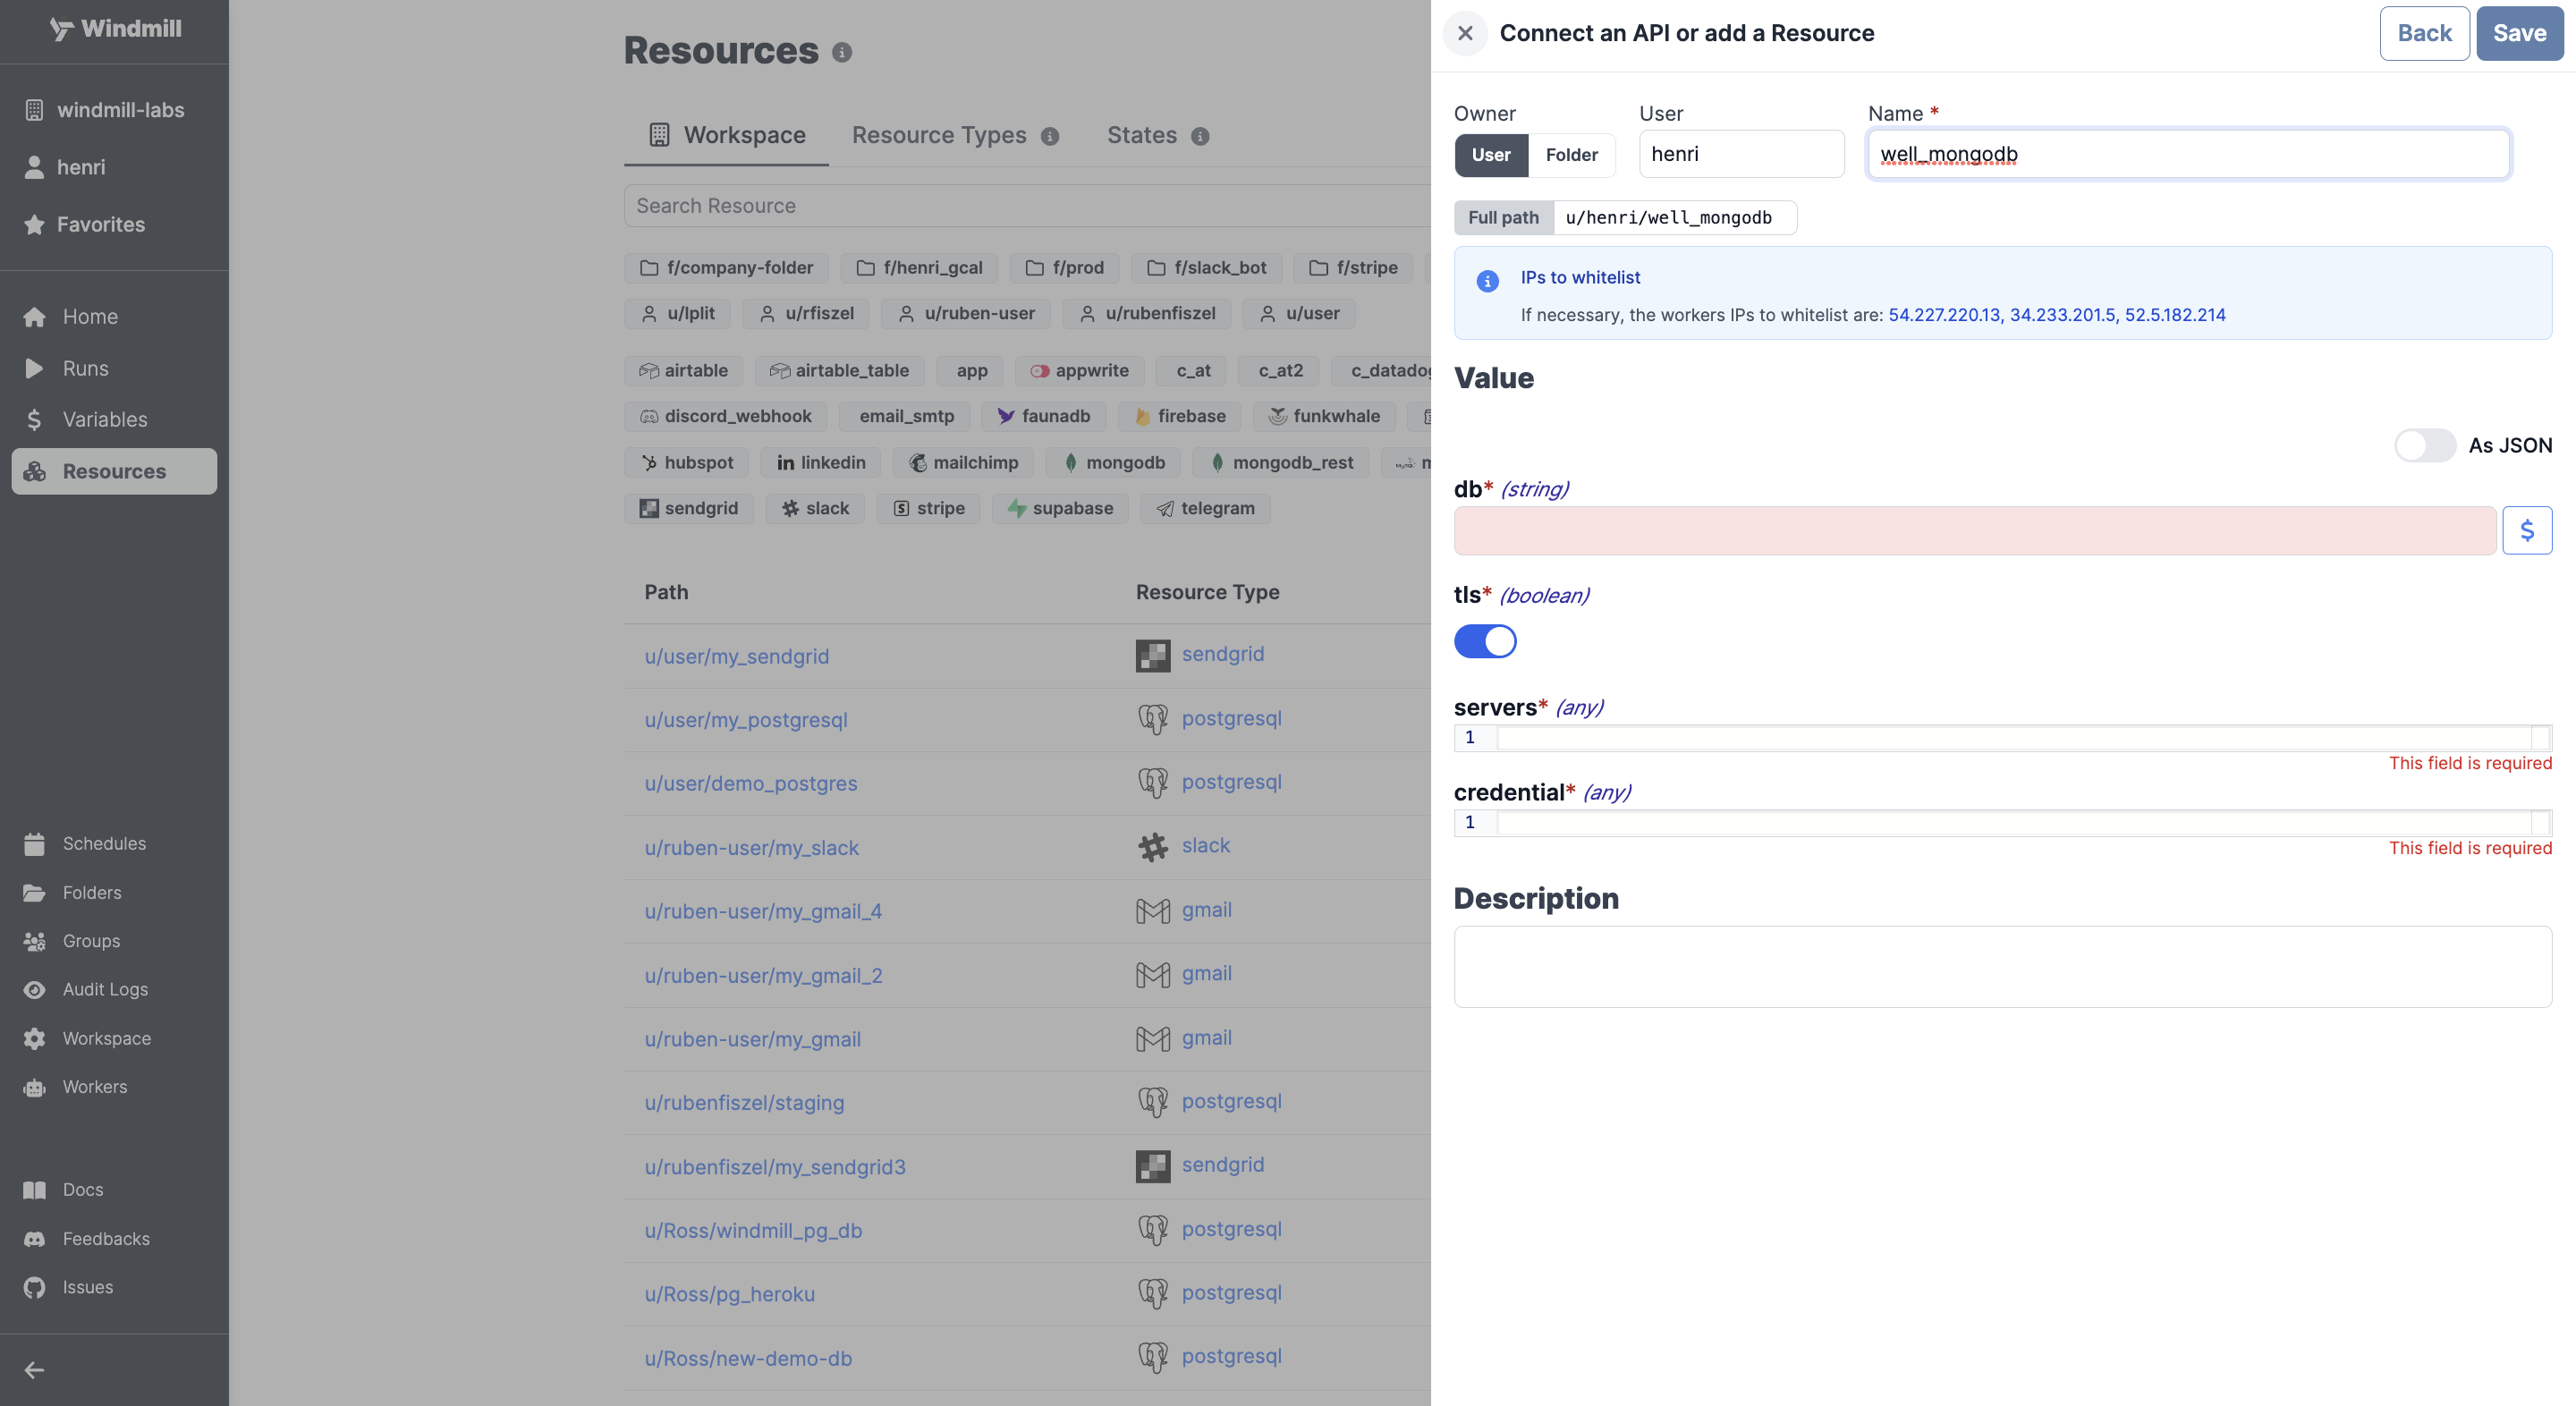 Windmill
windmill-labs
henri
Favorites
Home
Runs
Variables
Resources
Schedules
Folders
Groups
Audit Logs
Workspace
Workers
Docs
Feedbacks
Issues
Resources
Workspace Resource Types States
Search Resource
f/company-folder f/henri_gcal f/prod f/slack_bot f/stripe
u/lplit u/rfiszel u/ruben-user u/rubenfiszel u/user
airtable airtable_table app appwrite c_at c_at2 c_datadog
discord_webhook email_smtp faunadb firebase funkwhale
hubspot linkedin mailchimp mongodb mongodb_rest
sendgrid slack stripe supabase telegram
Path Resource Type
u/user/my_sendgrid sendgrid
u/user/my_postgresql postgresql
u/user/demo_postgres postgresql
u/ruben-user/my_slack slack
u/ruben-user/my_gmail_4 gmail
u/ruben-user/my_gmail_2 gmail
u/ruben-user/my_gmail gmail
u/rubenfiszel/staging postgresql
u/rubenfiszel/my_sendgrid3 sendgrid
u/Ross/windmill_pg_db postgresql
u/Ross/pg_heroku postgresql
u/Ross/new-demo-db postgresql
Connect an API or add a Resource Back Save
Owner User Name *
User Folder henri well_mongodb
Full path u/henri/well_mongodb
IPs to whitelist
If necessary, the workers IPs to whitelist are: 54.227.220.13, 34.233.201.5, 52.5.182.214
Value
As JSON
db* (string)
$
tls* (boolean)
servers* (any)
1
This field is required
credential* (any)
1
This field is required
Description